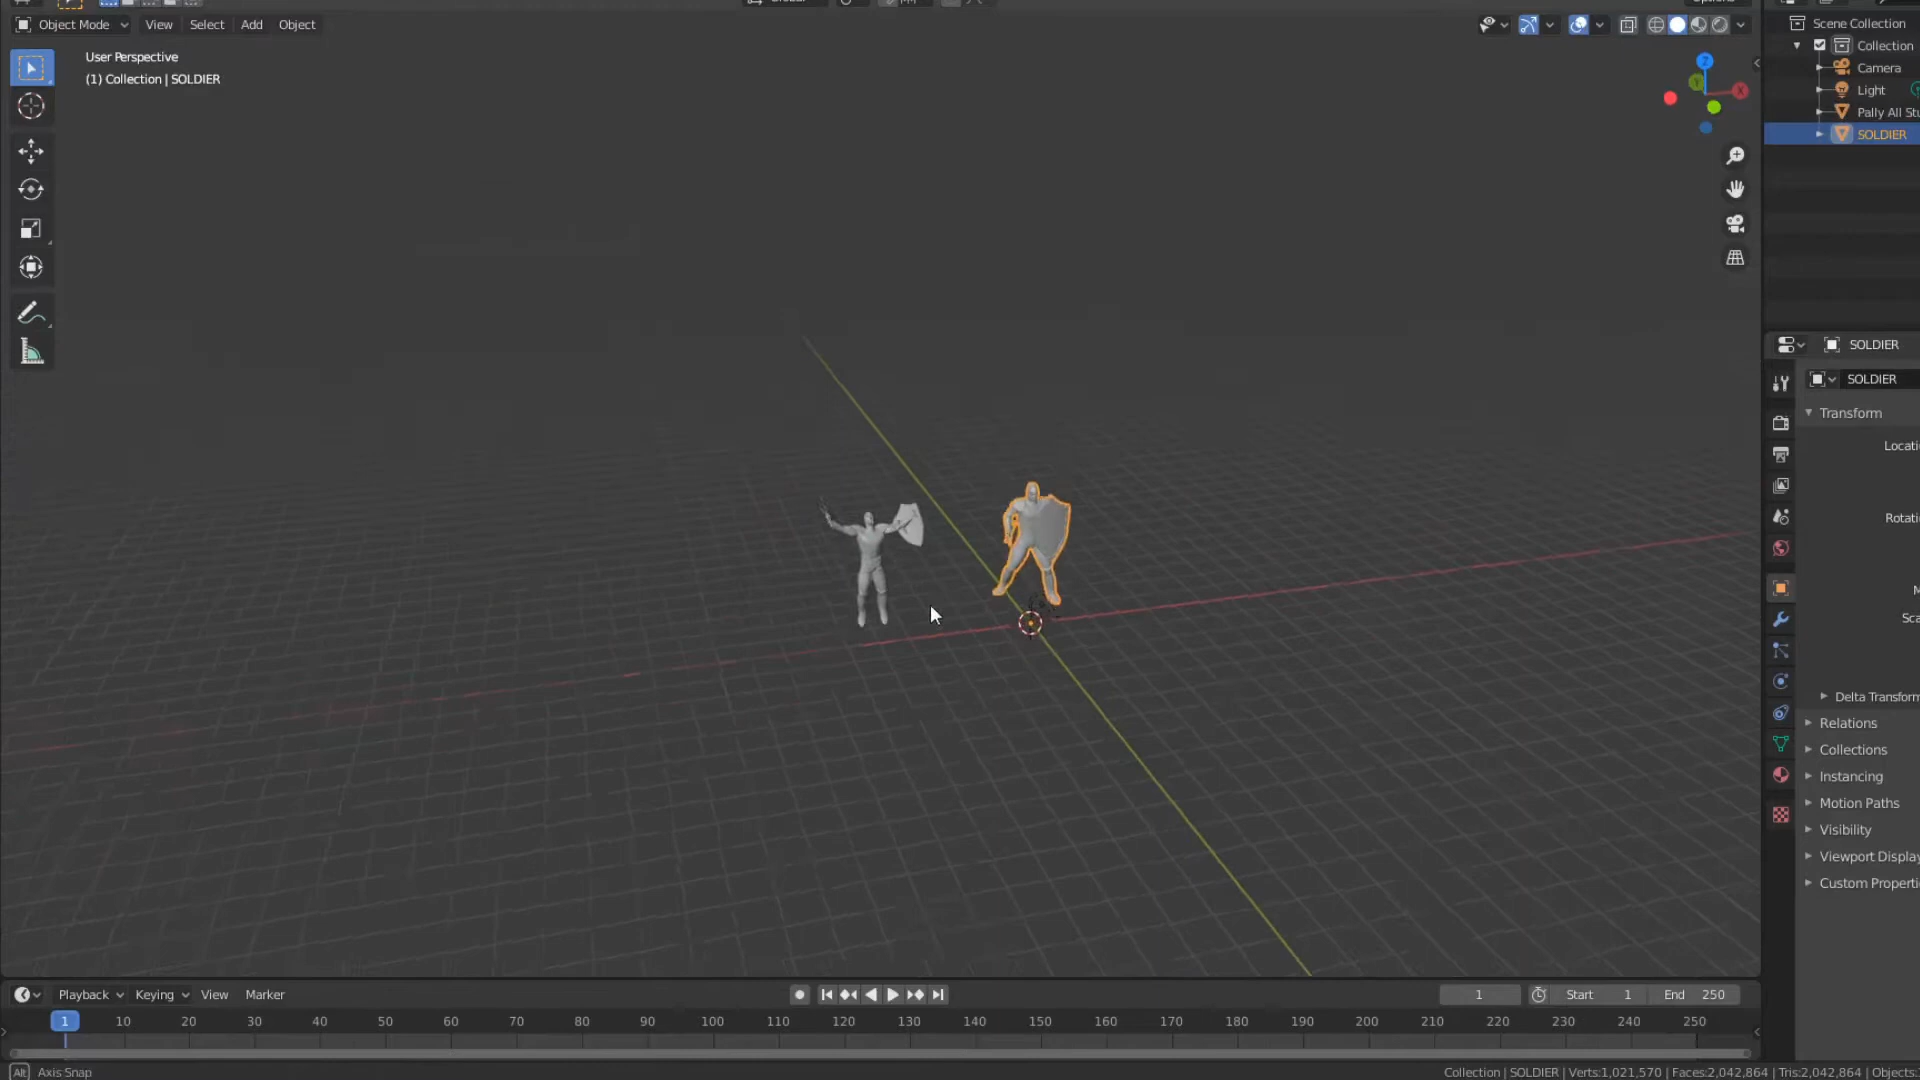 Object Mode View Select Add Object
User Perspective
(1) Collection | SOLDIER
Z
X
Y
Scene Collection
Collection
Camera
Light
Pally All Stu
SOLDIER
SOLDIER
SOLDIER
Transform
Locati
Rotatio
M
Sca
Delta Transform
Relations
Collections
Instancing
Motion Paths
Visibility
Viewport Display
Custom Properti
Playback Keying View Marker
1 Start 1 End 250
1 10 20 30 40 50 60 70 80 90 100 110 120 130 140 150 160 170 180 190 200 210 220 230 240 250
Alt Axis Snap
Collection | SOLDIER | Verts:1,021,570 | Faces:2,042,864 | Tris:2,042,864 | Objects: